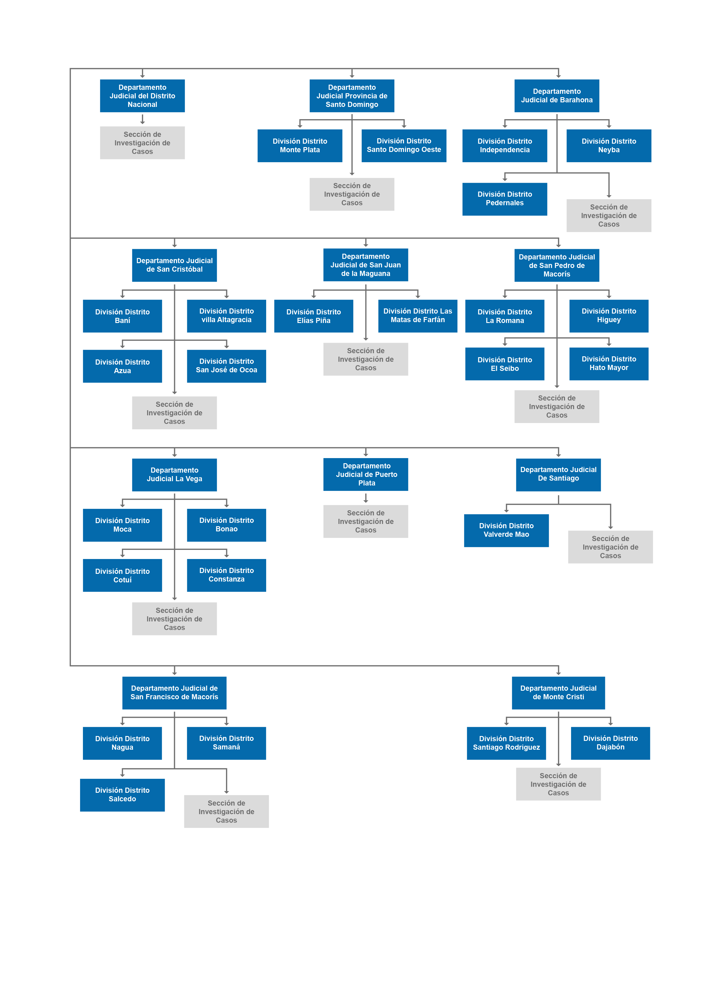 Departamento
Judicial del Distrito
Nacional
Departamento
Judicial Provincia de
Santo Domingo
Departamento
Judicial de Barahona
Sección de
Investigación de
Casos
División Distrito
Monte Plata
División Distrito
Santo Domingo Oeste
División Distrito
Independencia
División Distrito
Neyba
Sección de
Investigación de
Casos
División Distrito
Pedernales
Sección de
Investigación de
Casos
Departamento Judicial
de San Cristóbal
Departamento
Judicial de San Juan
de la Maguana
Departamento Judicial
de San Pedro de
Macorís
División Distrito
Baní
División Distrito
villa Altagracia
División Distrito
Elías Piña
División Distrito Las
Matas de Farfán
División Distrito
La Romana
División Distrito
Higuey
División Distrito
Azua
División Distrito
San José de Ocoa
Sección de
Investigación de
Casos
División Distrito
El Seibo
División Distrito
Hato Mayor
Sección de
Investigación de
Casos
Sección de
Investigación de
Casos
Departamento
Judicial La Vega
Departamento
Judicial de Puerto
Plata
Departamento Judicial
De Santiago
División Distrito
Moca
División Distrito
Bonao
Sección de
Investigación de
Casos
División Distrito
Valverde Mao
Sección de
Investigación de
Casos
División Distrito
Cotuí
División Distrito
Constanza
Sección de
Investigación de
Casos
Departamento Judicial de
San Francisco de Macorís
Departamento Judicial
de Monte Cristi
División Distrito
Nagua
División Distrito
Samaná
División Distrito
Santiago Rodriguez
División Distrito
Dajabón
División Distrito
Salcedo
Sección de
Investigación de
Casos
Sección de
Investigación de
Casos